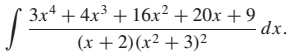 ∫ (3x⁴ + 4x³ + 16x² + 20x + 9) / ((x + 2)(x² + 3)²) dx.